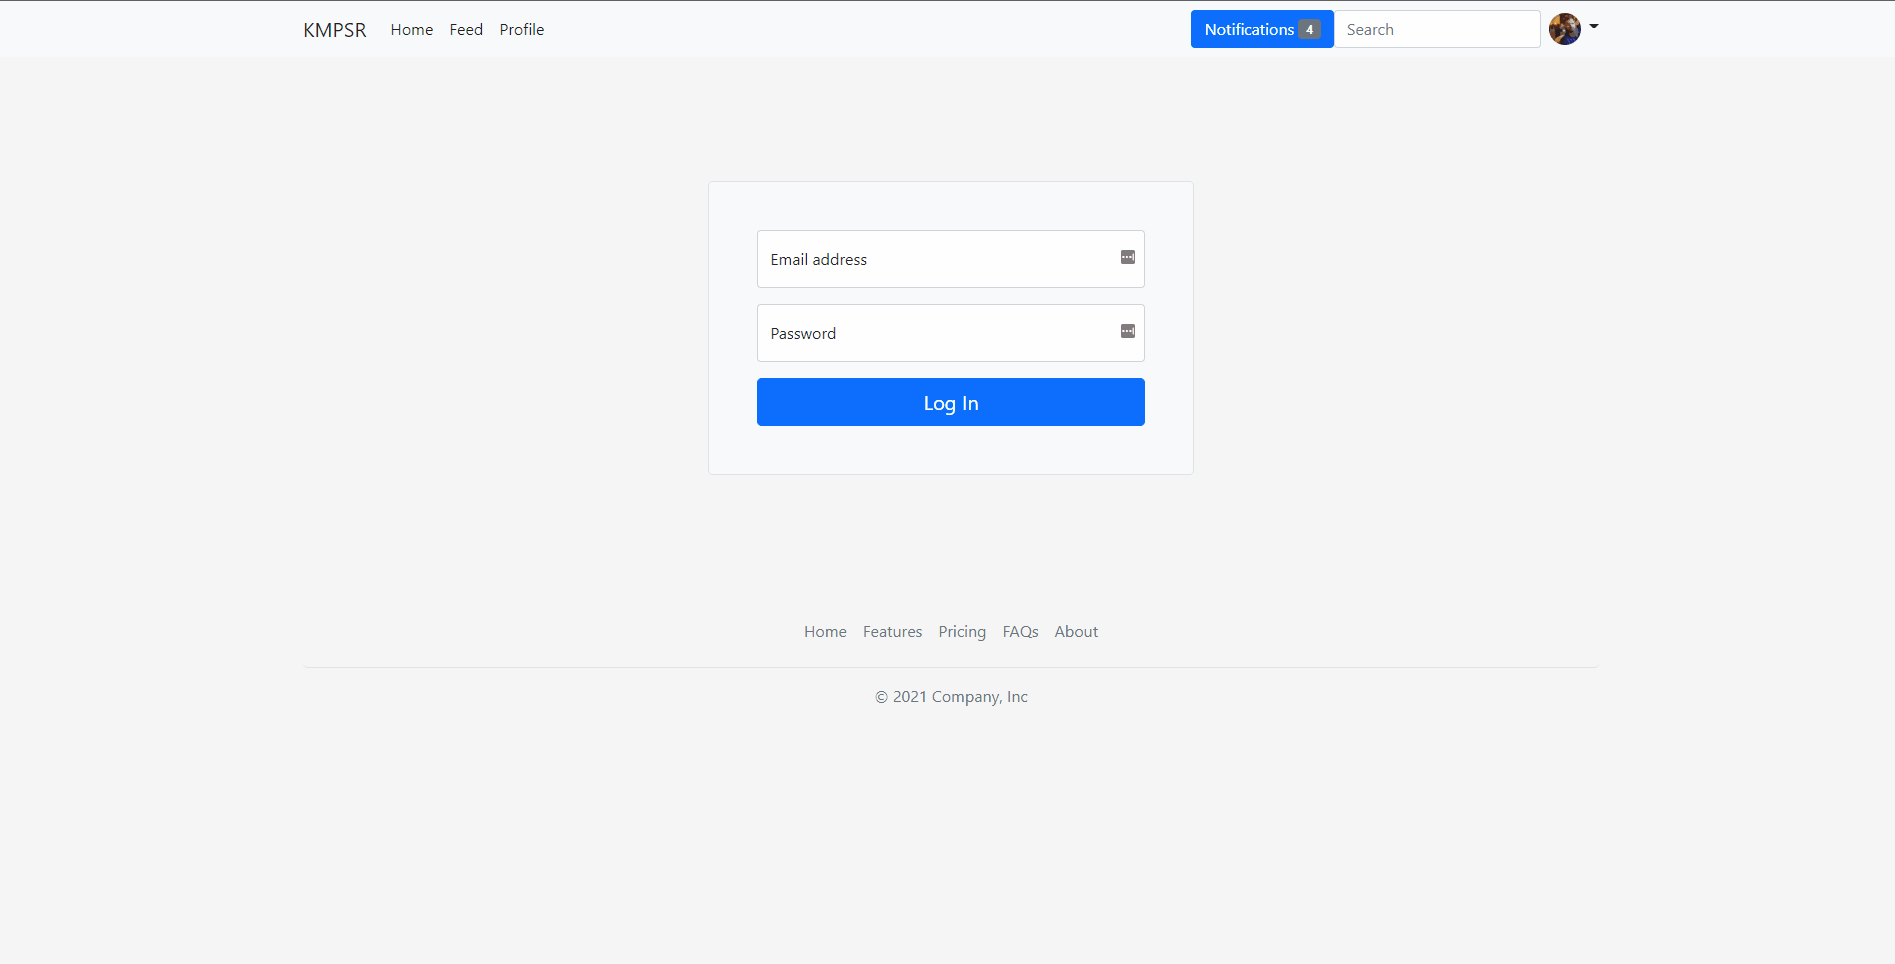 KMPSR Home Feed Profile Notifications 4 Search
Email address
Password
Log In
Home Features Pricing FAQs About
© 2021 Company, Inc